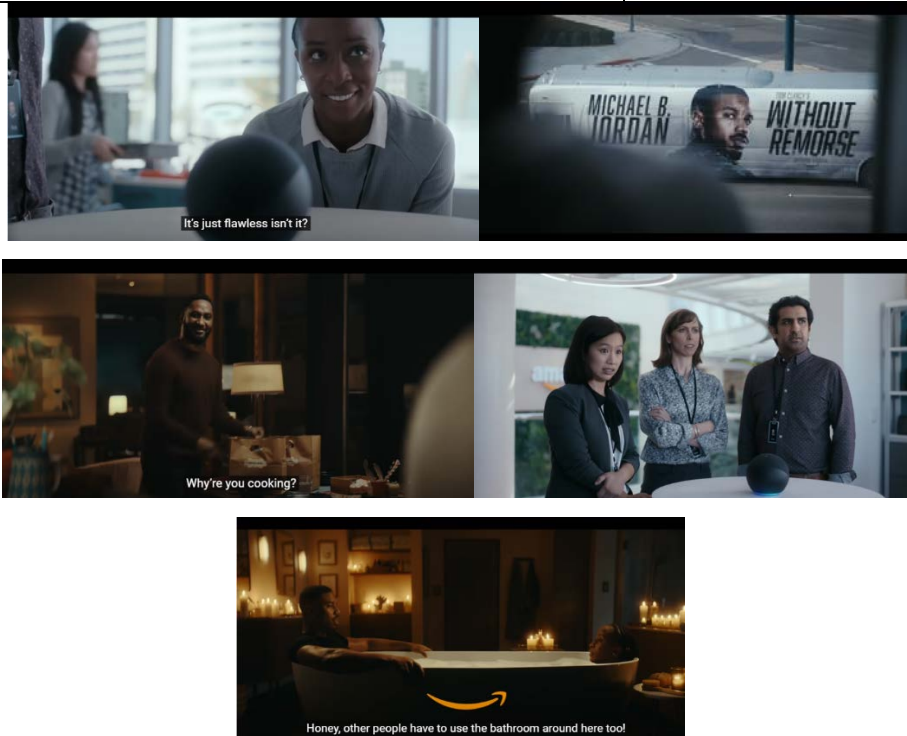 It's just flawless isn't it?
MICHAEL B. JORDAN
TOM CLANCY'S
WITHOUT REMORSE
Why're you cooking?
Honey, other people have to use the bathroom around here too!